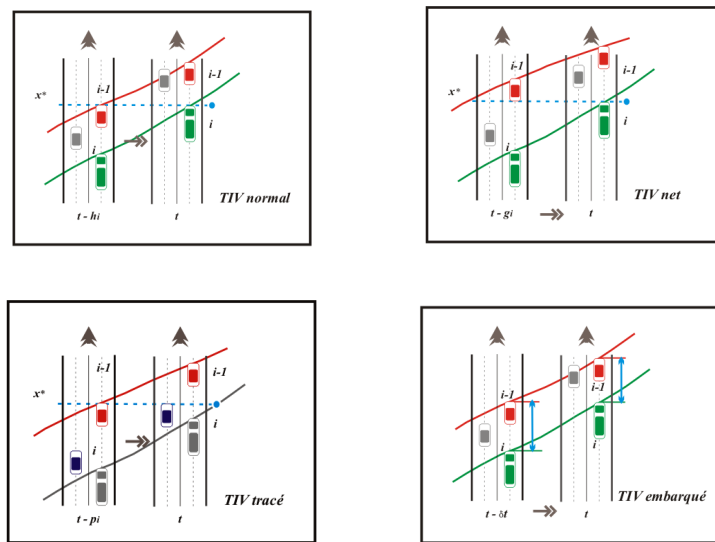 i-1
x*
i-1
i
i
TIV normal
t - hi
t
i-1
x*
i-1
i
i
TIV net
t - gi
t
i-1
i-1
x*
i
i
TIV tracé
t - pi
t
i-1
i-1
i
i
TIV embarqué
t - δt
t